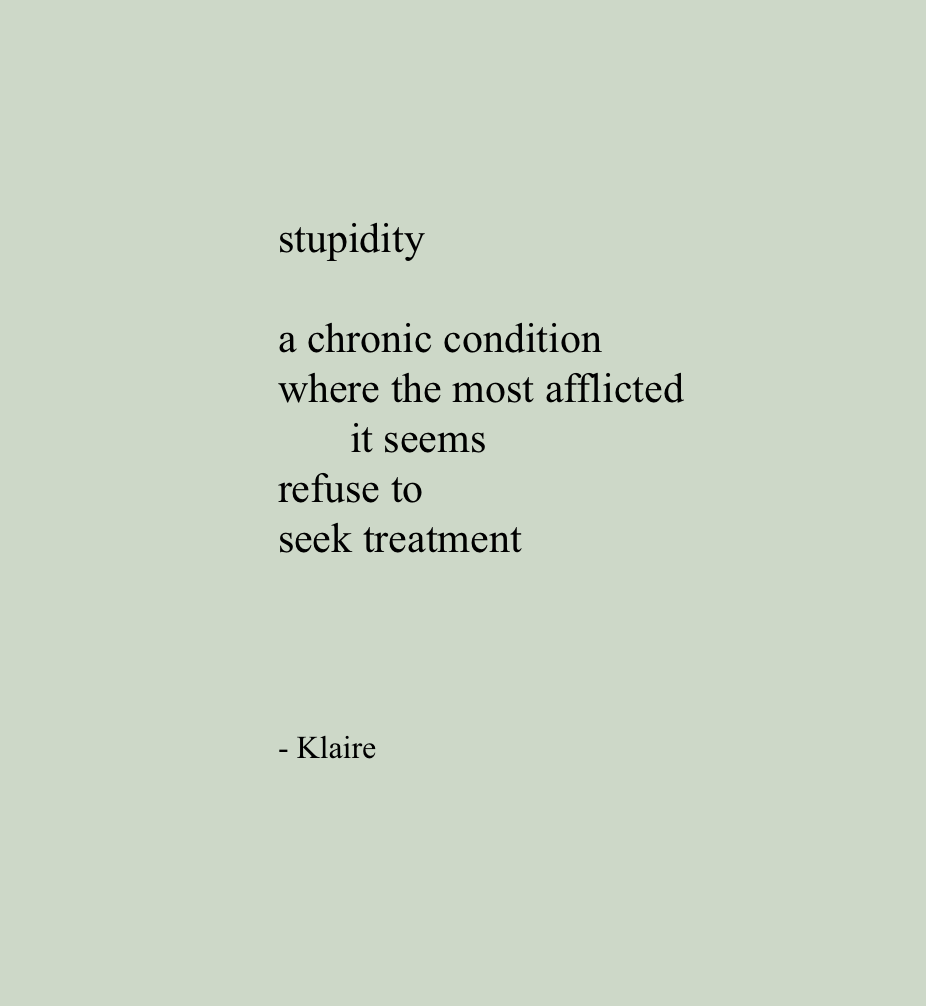 stupidity
a chronic condition
where the most afflicted
it seems
refuse to
seek treatment
- Klaire